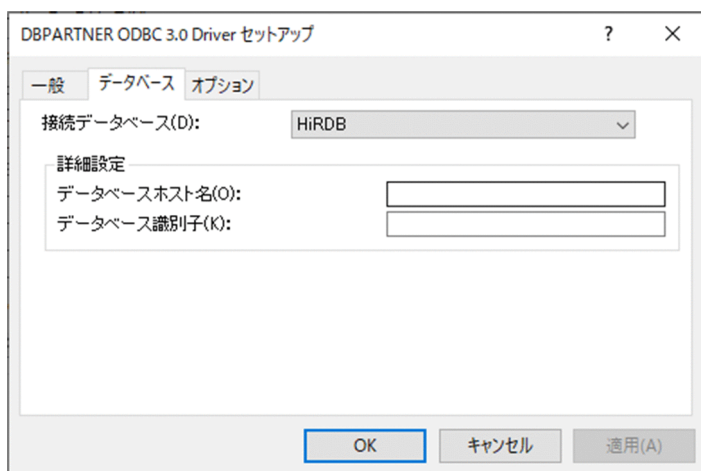 DBPARTNER ODBC 3.0 Driver セットアップ ?
一般 データベース オプション
接続データベース(D): HiRDB
詳細設定
データベースホスト名(O):
データベース識別子(K):
OK キャンセル 適用(A)